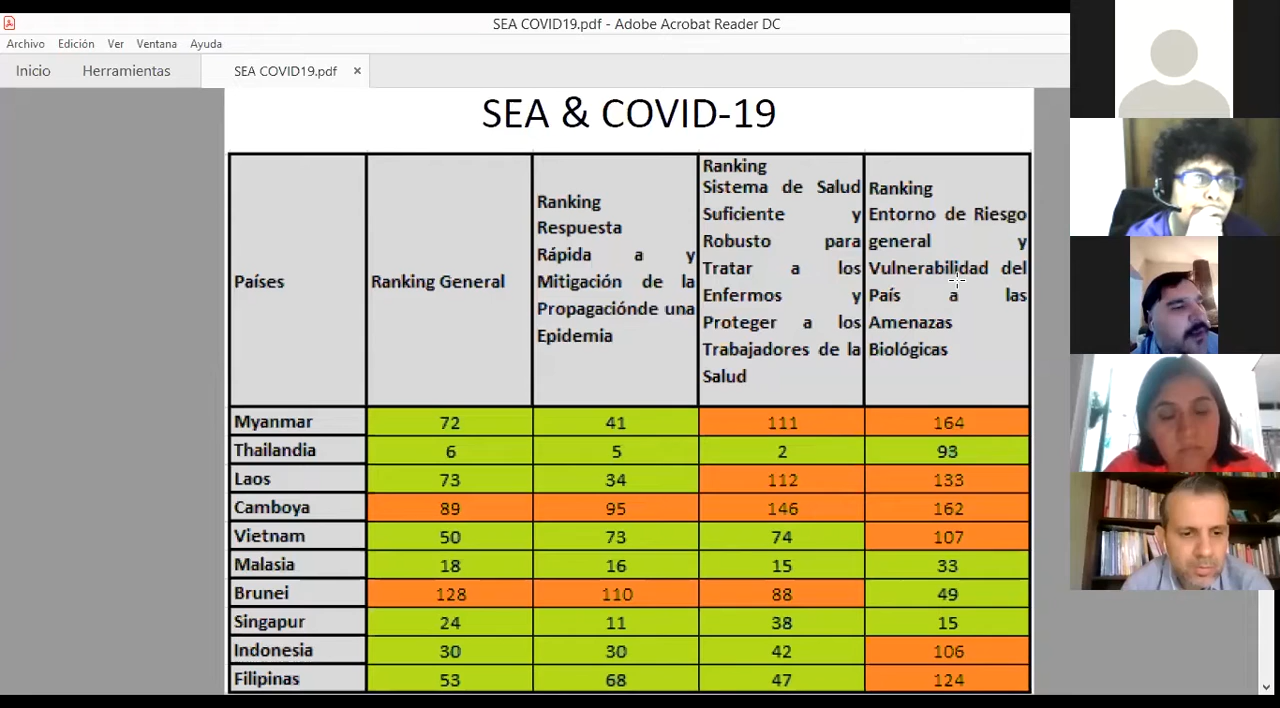 SEA COVID19.pdf - Adobe Acrobat Reader DC
Archivo Edición Ver Ventana Ayuda
Inicio Herramientas SEA COVID19.pdf ×
SEA & COVID-19
Países
Ranking General
Ranking
Respuesta
Rápida a y
Mitigación de la
Propagaciónde una
Epidemia
Ranking
Sistema de Salud
Suficiente y
Robusto para
Tratar a los
Enfermos y
Proteger a los
Trabajadores de la
Salud
Ranking
Entorno de Riesgo
general y
Vulnerabilidad del
País a las
Amenazas
Biológicas
Myanmar 72 41 111 164
Thailandia 6 5 2 93
Laos 73 34 112 133
Camboya 89 95 146 162
Vietnam 50 73 74 107
Malasia 18 16 15 33
Brunei 128 110 88 49
Singapur 24 11 38 15
Indonesia 30 30 42 106
Filipinas 53 68 47 124